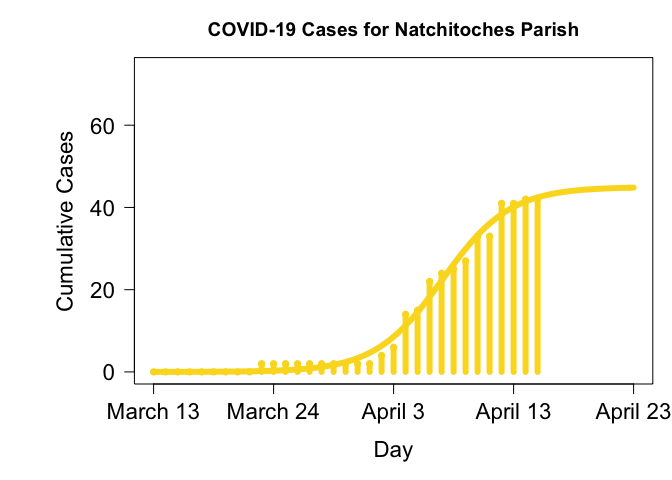 COVID-19 Cases for Natchitoches Parish
Cumulative Cases
60
40
20
0
March 13 March 24 April 3 April 13 April 23
Day